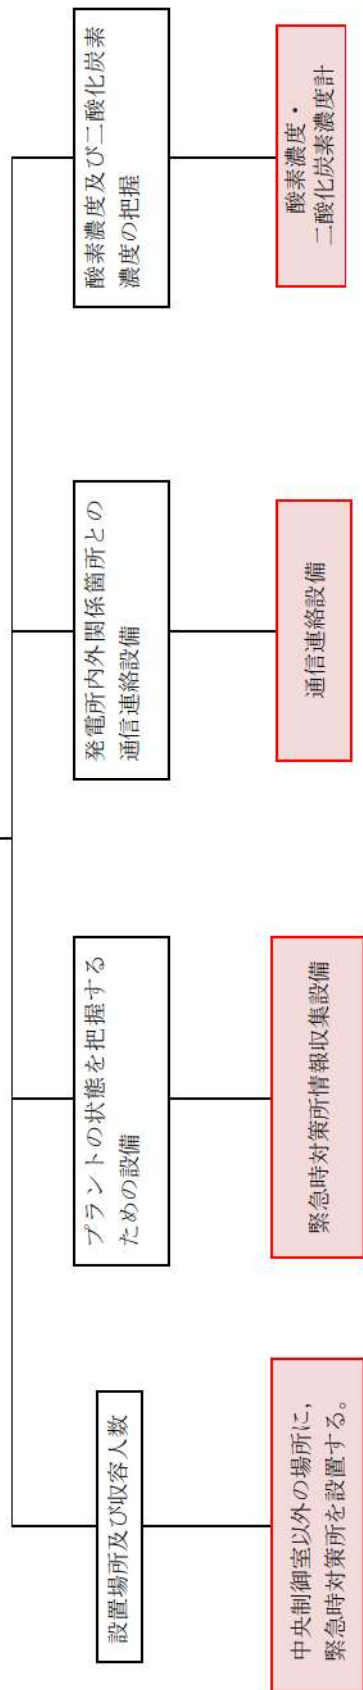 設置場所及び収容人数
中央制御室以外の場所に,
緊急時対策所を設置する。
プラントの状態を把握する
ための設備
緊急時対策所情報収集設備
発電所内外関係箇所との
通信連絡設備
通信連絡設備
酸素濃度及び二酸化炭素
濃度の把握
酸素濃度・
二酸化炭素濃度計